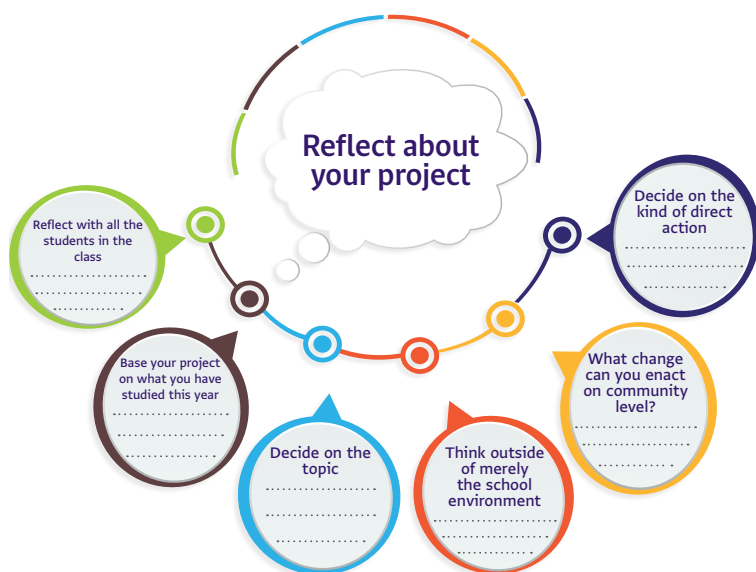 Reflect about
your project
Reflect with all the
students in the
class
Base your project
on what you have
studied this year
Decide on the
topic
Think outside
of merely
the school
environment
What change
can you enact
on community
level?
Decide on
the kind of direct
action